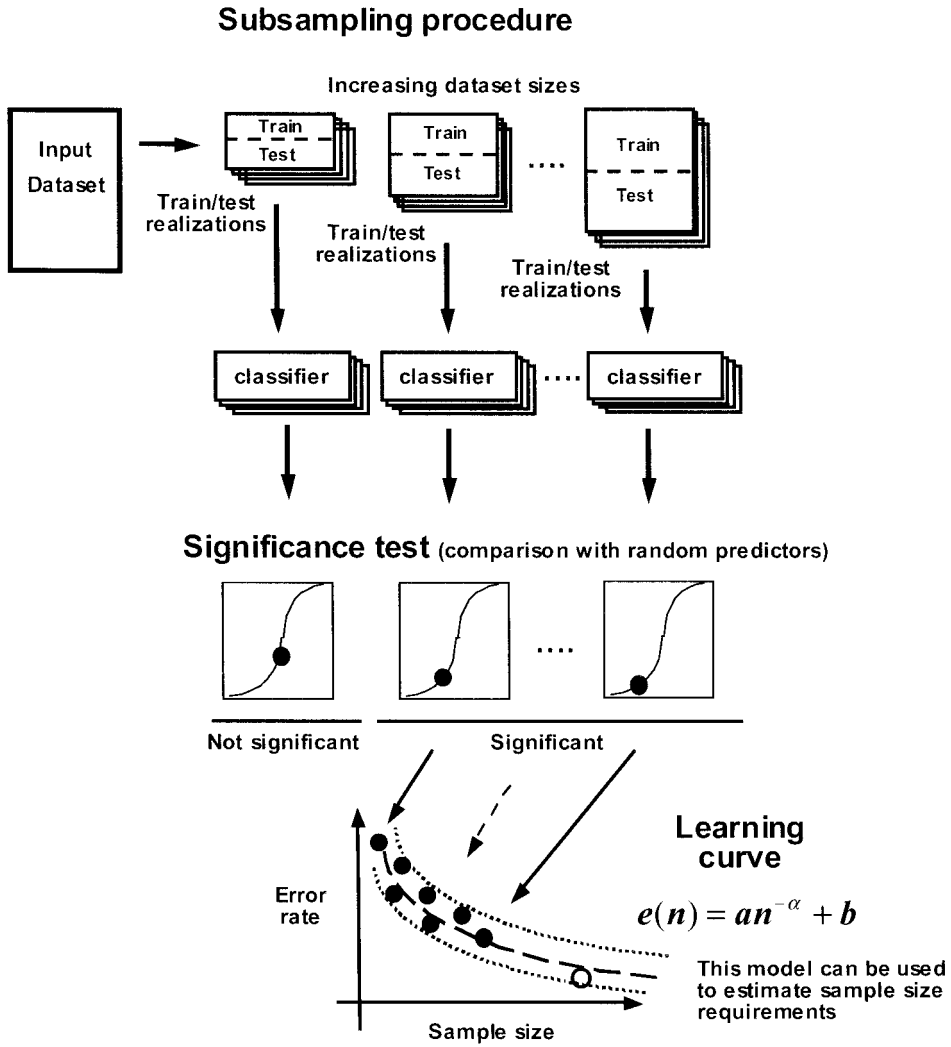 Subsampling procedure
Increasing dataset sizes
Input
Dataset
Train
Test
Train
Test
....
Train
Test
Train/test
realizations
Train/test
realizations
Train/test
realizations
classifier
classifier
....
classifier
Significance test (comparison with random predictors)
....
Not significant
Significant
Learning
curve
Error
rate
e(n) = an^{-α} + b
This model can be used
to estimate sample size
requirements
Sample size